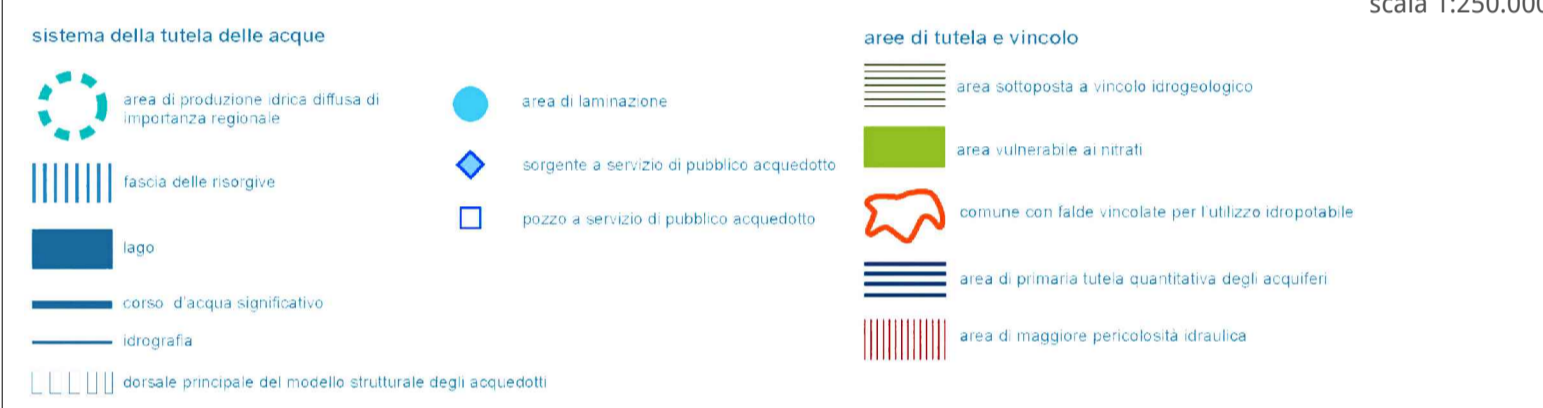 scala 1:250.000
sistema della tutela delle acque
area di produzione idrica diffusa di
importanza regionale
fascia delle risorgive
lago
corso d'acqua significativo
idrografia
dorsale principale del modello strutturale degli acquedotti
area di laminazione
sorgente a servizio di pubblico acquedotto
pozzo a servizio di pubblico acquedotto
aree di tutela e vincolo
area sottoposta a vincolo idrogeologico
area vulnerabile ai nitrati
comune con falde vincolate per l'utilizzo idropotabile
area di primaria tutela quantitativa degli acquiferi
area di maggiore pericolosità idraulica